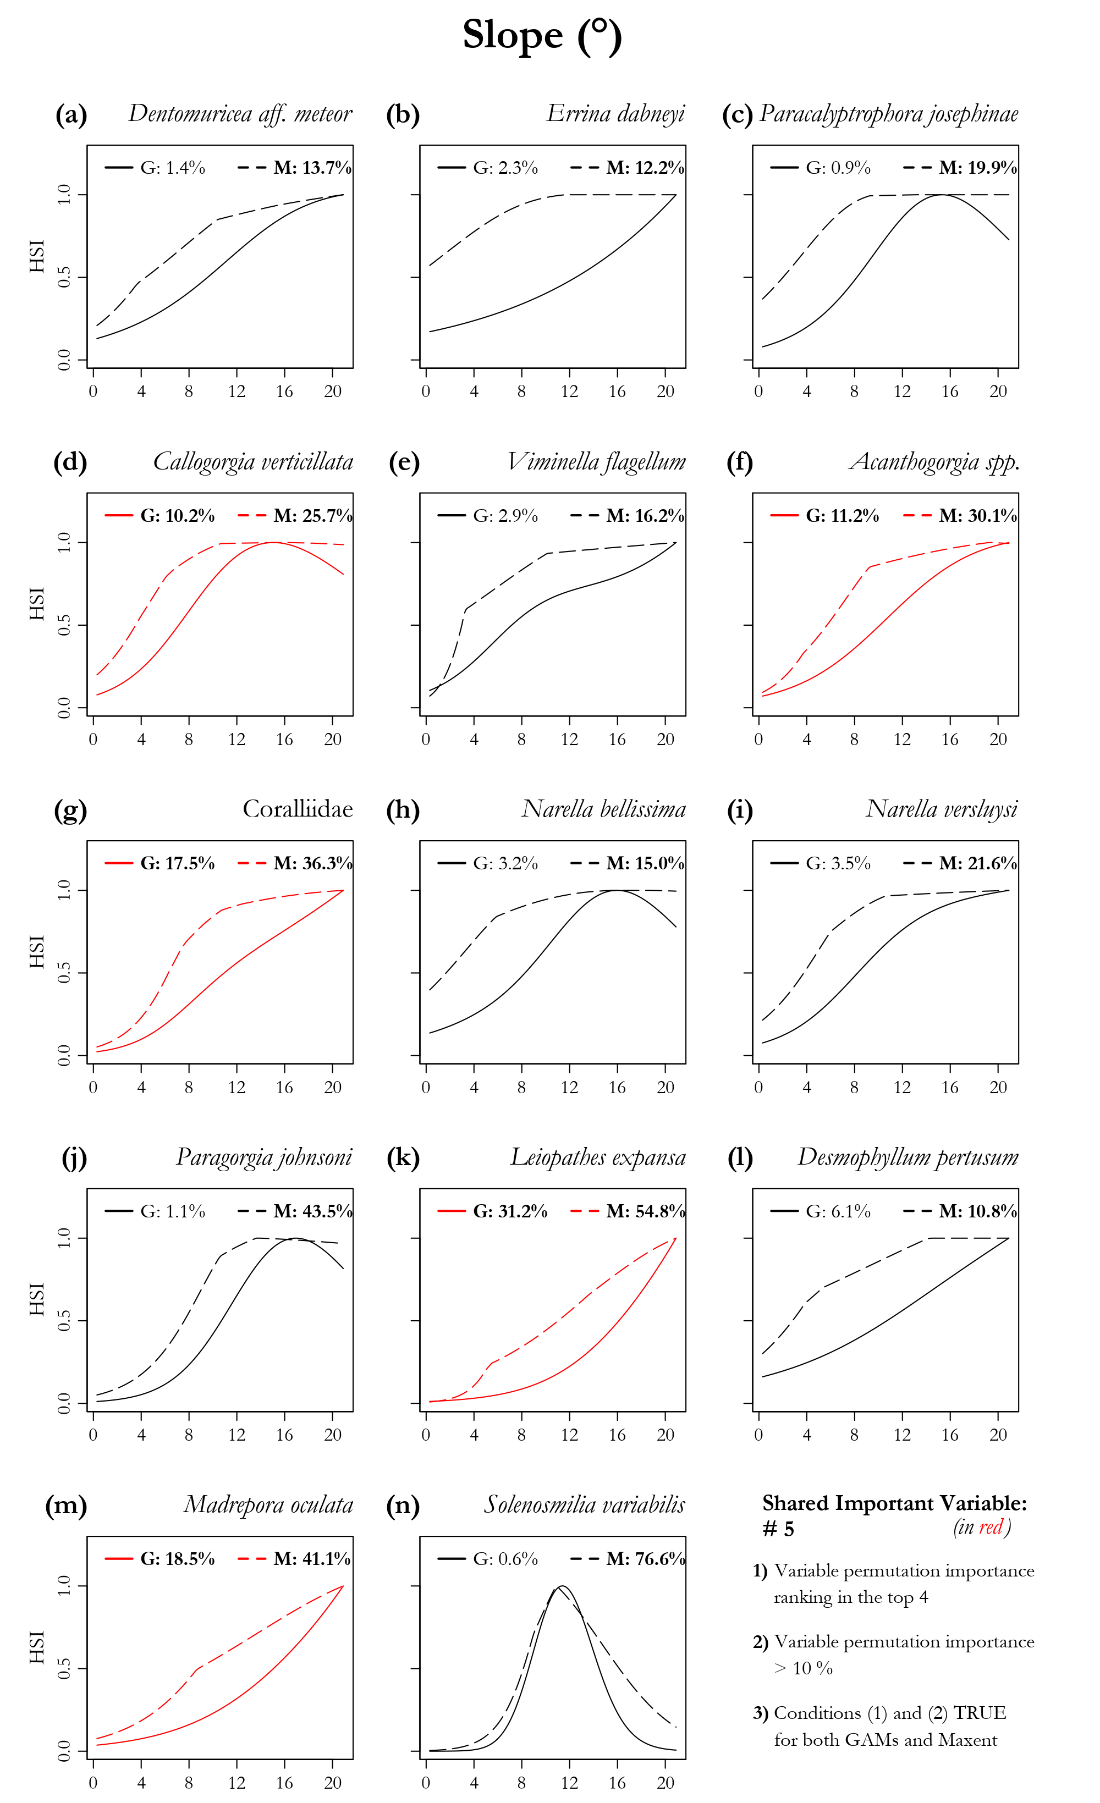 Slope (°)
(a) Dentomuricea aff. meteor
G: 1.4% M: 13.7%
HSI
0.0 0.5 1.0
0 4 8 12 16 20
(b) Errina dabneyi
G: 2.3% M: 12.2%
0 4 8 12 16 20
(c) Paracalyptrophora josephinae
G: 0.9% M: 19.9%
0 4 8 12 16 20
(d) Callogorgia verticillata
G: 10.2% M: 25.7%
HSI
0.0 0.5 1.0
0 4 8 12 16 20
(e) Viminella flagellum
G: 2.9% M: 16.2%
0 4 8 12 16 20
(f) Acanthogorgia spp.
G: 11.2% M: 30.1%
0 4 8 12 16 20
(g) Coralliidae
G: 17.5% M: 36.3%
HSI
0.0 0.5 1.0
0 4 8 12 16 20
(h) Narella bellissima
G: 3.2% M: 15.0%
0 4 8 12 16 20
(i) Narella versluysi
G: 3.5% M: 21.6%
0 4 8 12 16 20
(j) Paragorgia johnsoni
G: 1.1% M: 43.5%
HSI
0.0 0.5 1.0
0 4 8 12 16 20
(k) Leiopathes expansa
G: 31.2% M: 54.8%
0 4 8 12 16 20
(l) Desmophyllum pertusum
G: 6.1% M: 10.8%
0 4 8 12 16 20
(m) Madrepora oculata
G: 18.5% M: 41.1%
HSI
0.0 0.5 1.0
0 4 8 12 16 20
(n) Solenosmilia variabilis
G: 0.6% M: 76.6%
0 4 8 12 16 20
Shared Important Variable:
# 5 (in red)
1) Variable permutation importance
ranking in the top 4
2) Variable permutation importance
> 10 %
3) Conditions (1) and (2) TRUE
for both GAMs and Maxent